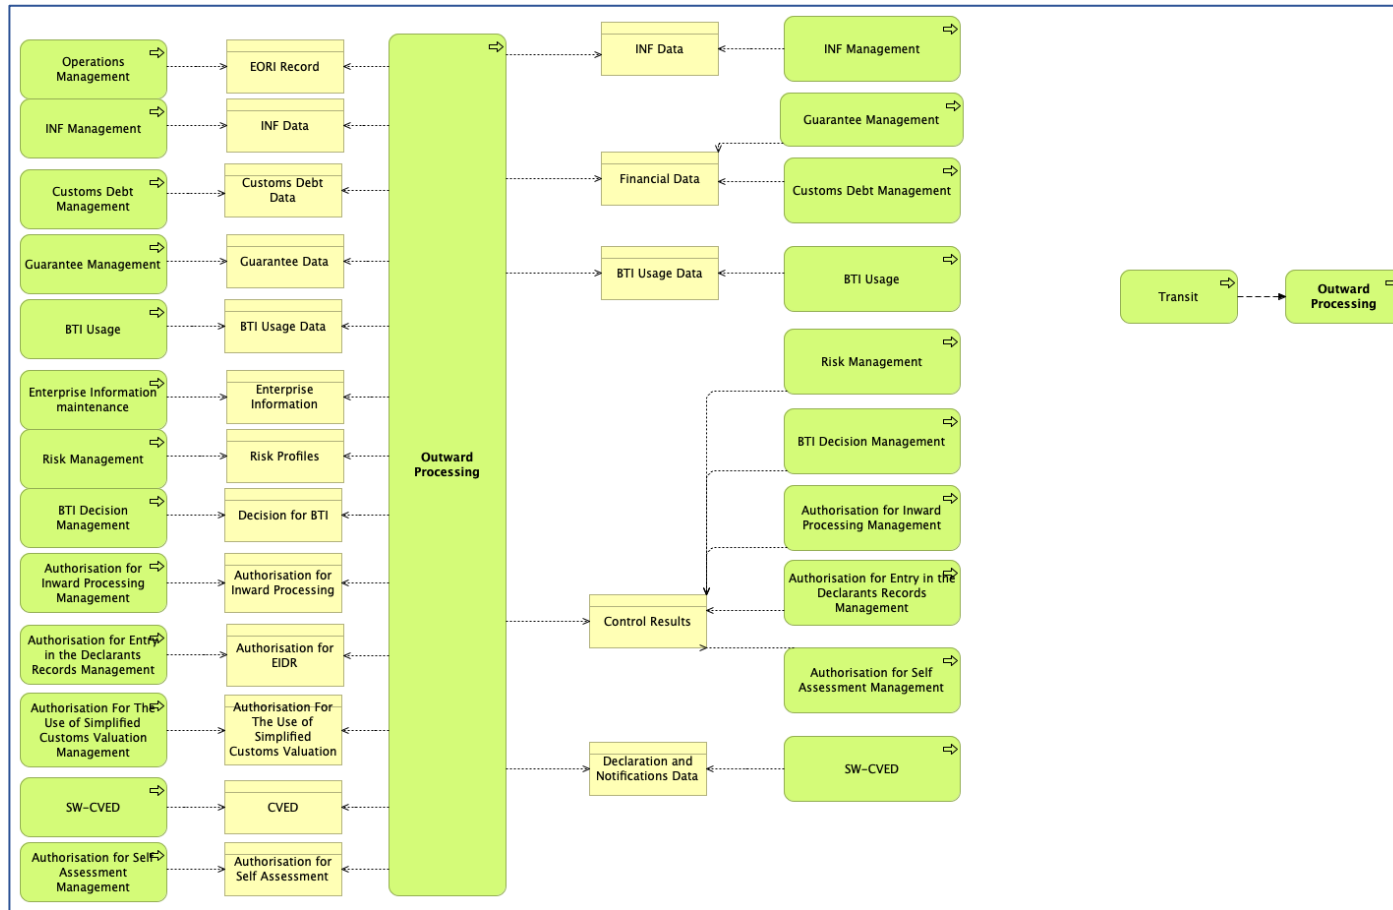 Operations
Management
EORI Record
INF Management
INF Data
Customs Debt
Management
Customs Debt
Data
Guarantee Management
Guarantee Data
BTI Usage
BTI Usage Data
Enterprise Information
maintenance
Enterprise
Information
Risk Management
Risk Profiles
BTI Decision
Management
Decision for BTI
Authorisation for
Inward Processing
Management
Authorisation for
Inward Processing
Authorisation for Entry
in the Declarants
Records Management
Authorisation for
EIDR
Authorisation For The
Use of Simplified
Customs Valuation
Management
Authorisation For
The Use of
Simplified
Customs Valuation
SW-CVED
CVED
Authorisation for Self
Assessment
Management
Authorisation for
Self Assessment
Outward
Processing
INF Data
INF Management
Guarantee Management
Financial Data
Customs Debt Management
BTI Usage Data
BTI Usage
Risk Management
BTI Decision Management
Authorisation for Inward
Processing Management
Authorisation for Entry in the
Declarants Records
Management
Control Results
Authorisation for Self
Assessment Management
Declaration and
Notifications Data
SW-CVED
Transit
Outward
Processing